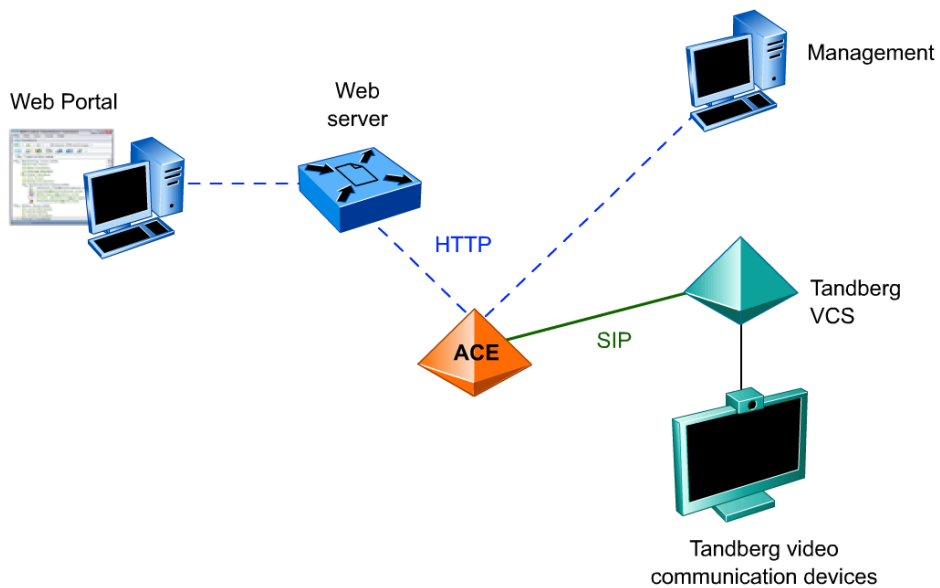 Management
Web Portal
Web
server
HTTP
Tandberg
VCS
SIP
ACE
Tandberg video
communication devices